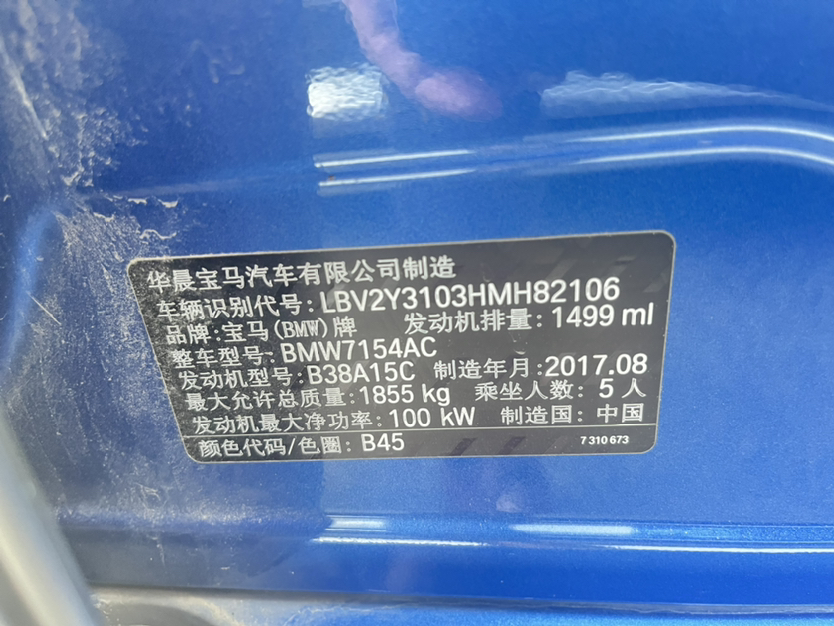 华晨宝马汽车有限公司制造
车辆识别代号: LBV2Y3103HMH82106
品牌: 宝马(BMW)牌 发动机排量: 1499 ml
整车型号: BMW7154AC
发动机型号: B38A15C 制造年月: 2017.08
最大允许总质量: 1855 kg 乘坐人数: 5 人
发动机最大净功率: 100 kW 制造国: 中国
颜色代码/色圈: B45 7 310 673